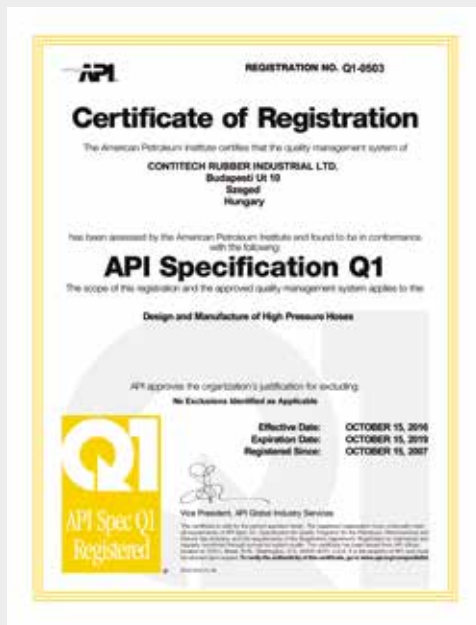 API
REGISTRATION NO. Q1-0503
Certificate of Registration
The American Petroleum Institute certifies that the quality management system of
CONTITECH RUBBER INDUSTRIAL LTD.
Budapesti Ut 10
Szeged
Hungary
has been assessed by the American Petroleum Institute and found to be in conformance
with the following:
API Specification Q1
The scope of this registration and the approved quality management system applies to the
Design and Manufacture of High Pressure Hoses
API approves the organization's justification for excluding:
No Exclusions Identified as Applicable
Effective Date: OCTOBER 15, 2016
Expiration Date: OCTOBER 15, 2019
Registered Since: OCTOBER 15, 2007
Q1
API Spec Q1
Registered
Vice President, API Global Industry Services